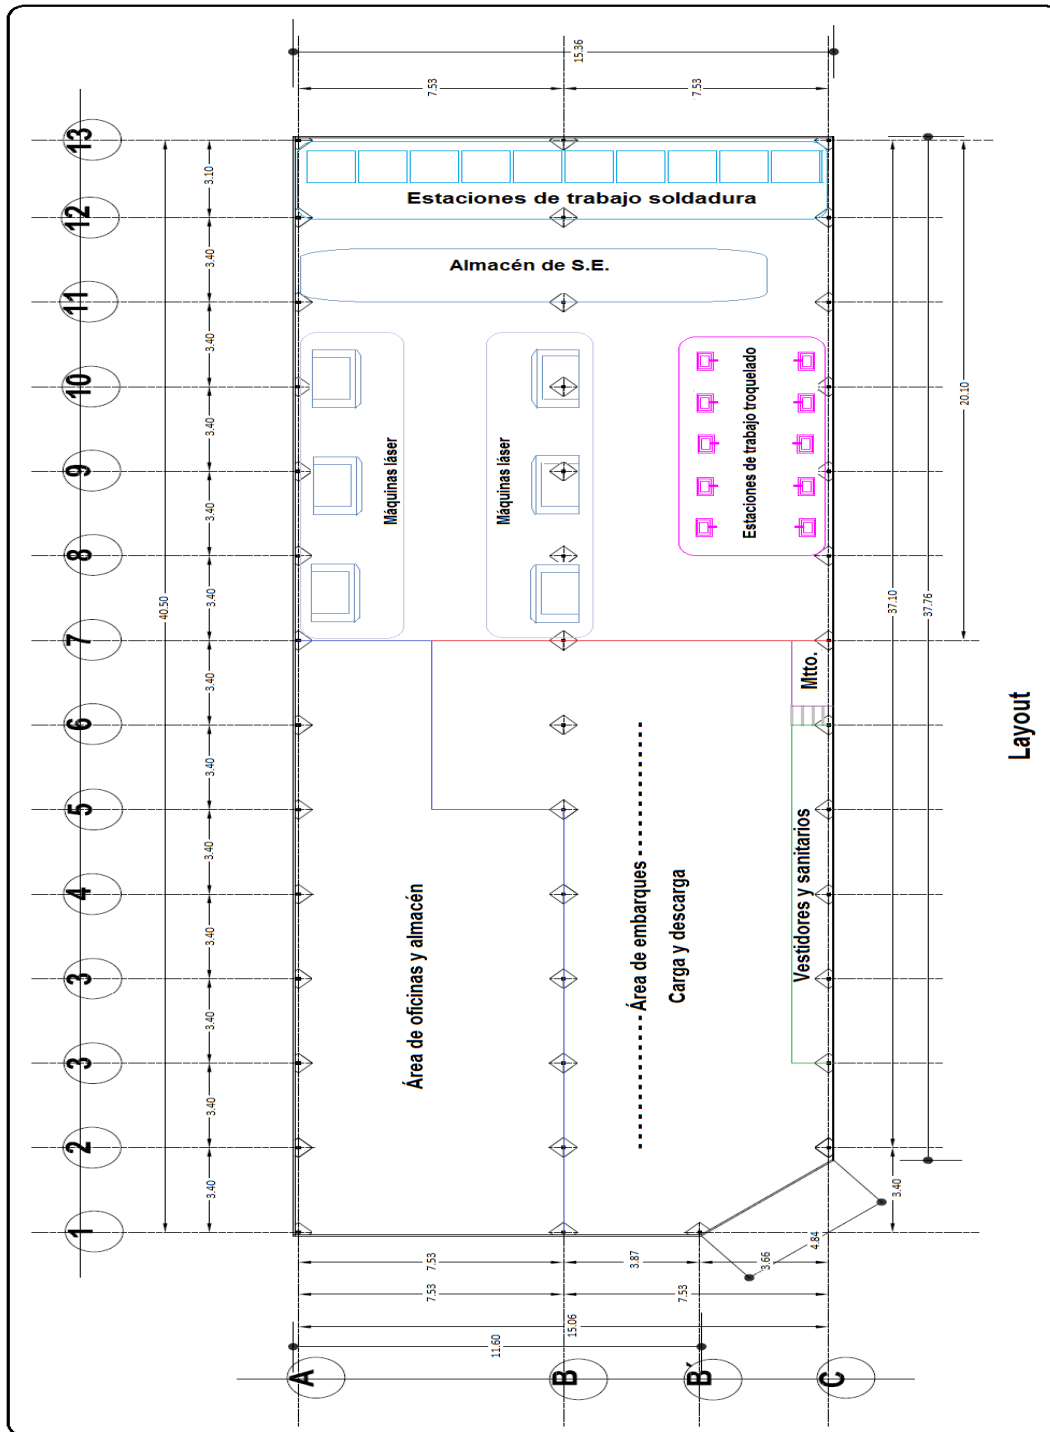 15.36
7.53
7.53
13
12
11
10
9
8
7
6
5
4
3
3
2
1
3.10
3.40
3.40
3.40
3.40
3.40
3.40
3.40
3.40
3.40
3.40
3.40
3.40
40.50
Estaciones de trabajo soldadura
Almacén de S.E.
Máquinas láser
Máquinas láser
Estaciones de trabajo troquelado
20.10
37.10
37.76
3.40
Mtto.
Vestidores y sanitarios
Área de oficinas y almacén
Área de embarques
Carga y descarga
Layout
7.53
3.87
3.66
4.84
7.53
7.53
15.06
11.60
A
B
B´
C